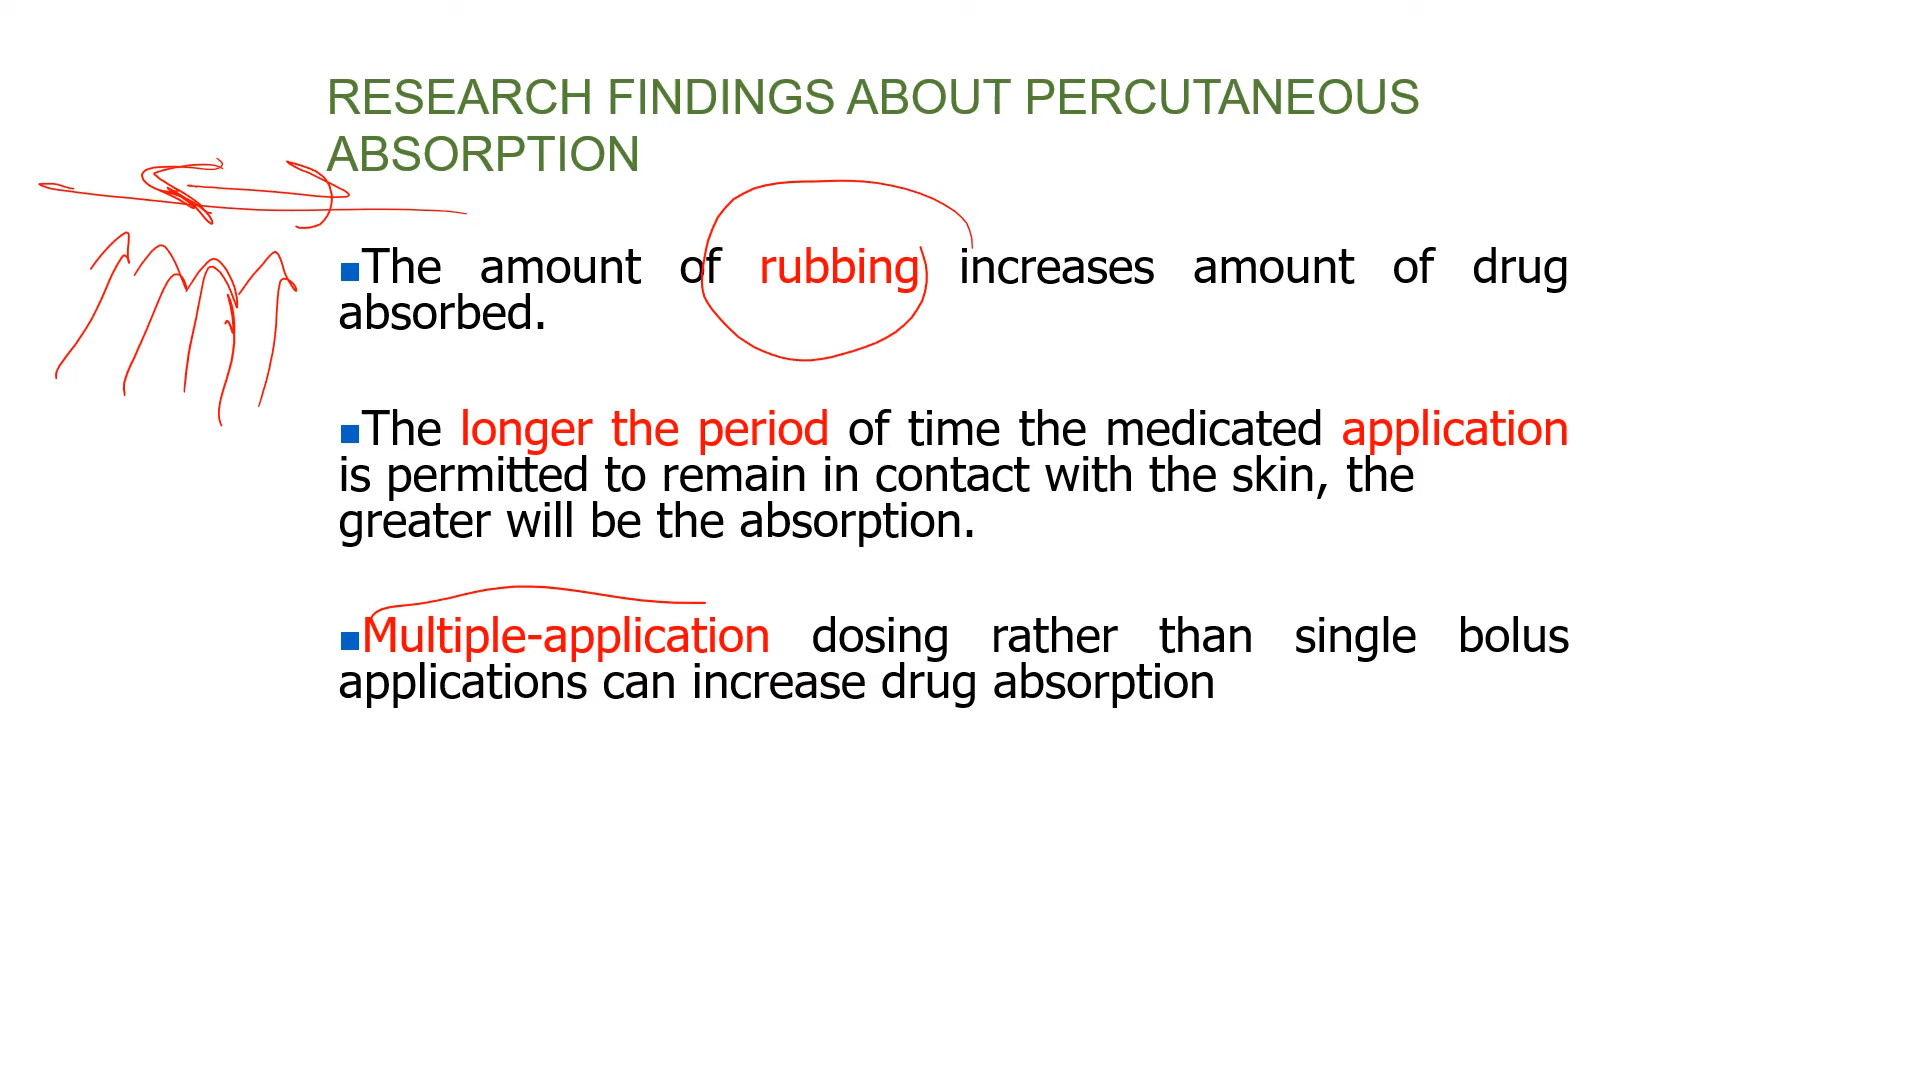 RESEARCH FINDINGS ABOUT PERCUTANEOUS
ABSORPTION
The amount of rubbing increases amount of drug
absorbed.
The longer the period of time the medicated application
is permitted to remain in contact with the skin, the
greater will be the absorption.
Multiple-application dosing rather than single bolus
applications can increase drug absorption